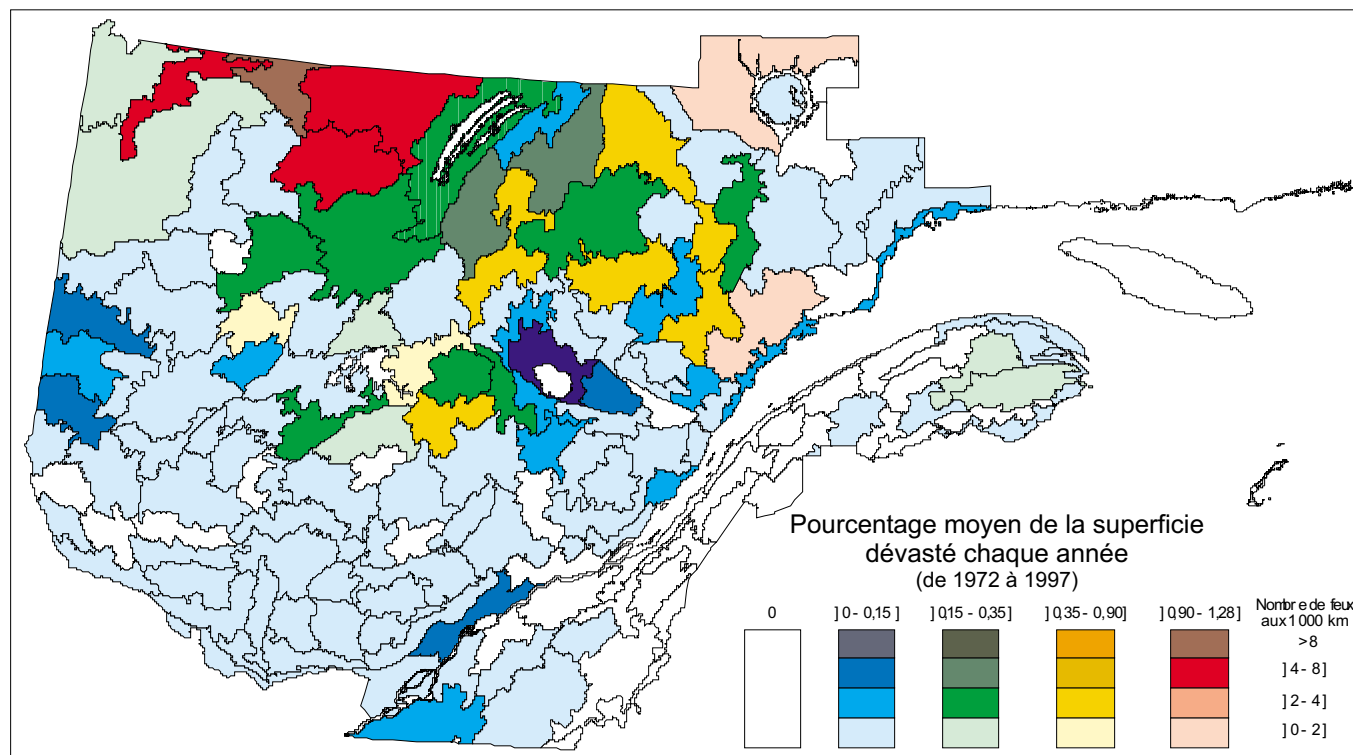 Pourcentage moyen de la superficie
dévasté chaque année
(de 1972 à 1997)
0 ]0 - 0,15 ] ]0,15 - 0,35] ]0,35 - 0,90] ]0,90 - 1,28] Nombre de feux
aux 1 000 km
>8
]4 - 8]
]2 - 4]
]0 - 2]